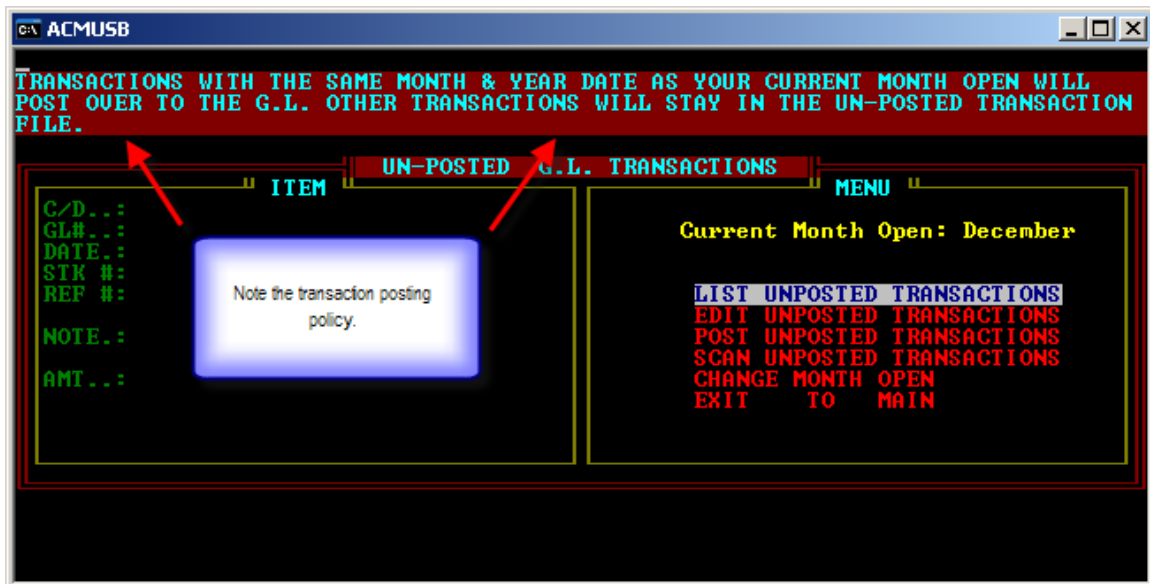 ACMUSB
TRANSACTIONS WITH THE SAME MONTH & YEAR DATE AS YOUR CURRENT MONTH OPEN WILL
POST OVER TO THE G.L. OTHER TRANSACTIONS WILL STAY IN THE UN-POSTED TRANSACTION
FILE.
UN-POSTED G.L. TRANSACTIONS
ITEM
C/D..:
GL#..:
DATE.:
STK #:
REF #:
NOTE.:
AMT..:
Note the transaction posting
policy.
MENU
Current Month Open: December
LIST UNPOSTED TRANSACTIONS
EDIT UNPOSTED TRANSACTIONS
POST UNPOSTED TRANSACTIONS
SCAN UNPOSTED TRANSACTIONS
CHANGE MONTH OPEN
EXIT TO MAIN